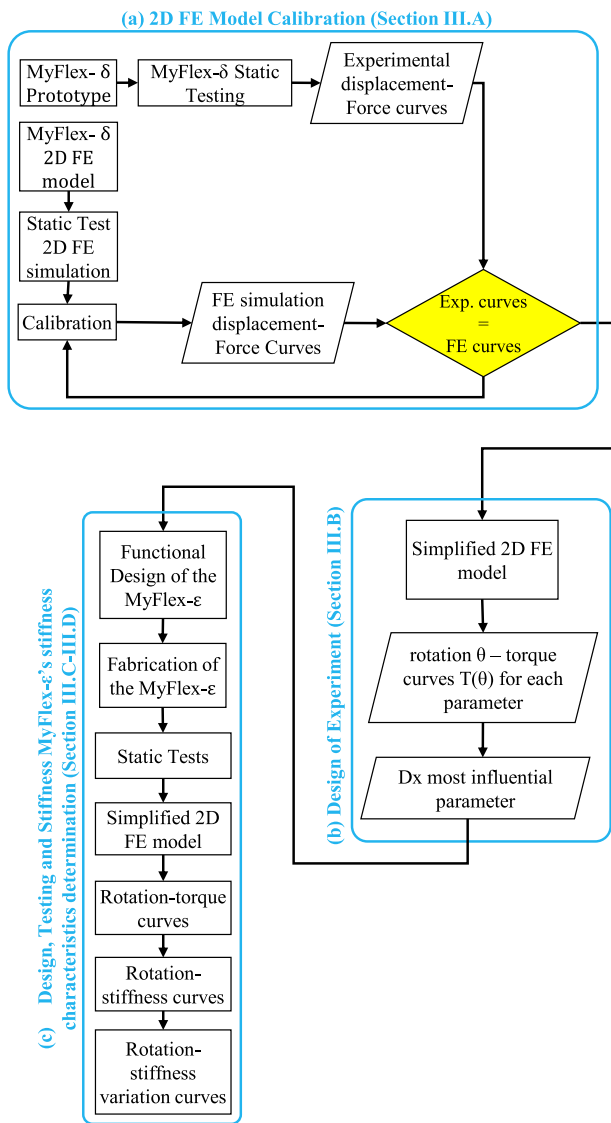 (a) 2D FE Model Calibration (Section III.A)
MyFlex- δ
Prototype
MyFlex-δ Static
Testing
Experimental
displacement-
Force curves
MyFlex- δ
2D FE
model
Static Test
2D FE
simulation
Calibration
FE simulation
displacement-
Force Curves
Exp. curves
=
FE curves
(b) Design of Experiment (Section III.B)
Simplified 2D FE
model
rotation θ – torque
curves T(θ) for each
parameter
Dx most influential
parameter
(c) Design, Testing and Stiffness MyFlex-ε's stiffness
characteristics determination (Section III.C-III.D)
Functional
Design of the
MyFlex-ε
Fabrication of
the MyFlex-ε
Static Tests
Simplified 2D
FE model
Rotation-torque
curves
Rotation-
stiffness curves
Rotation-
stiffness
variation curves